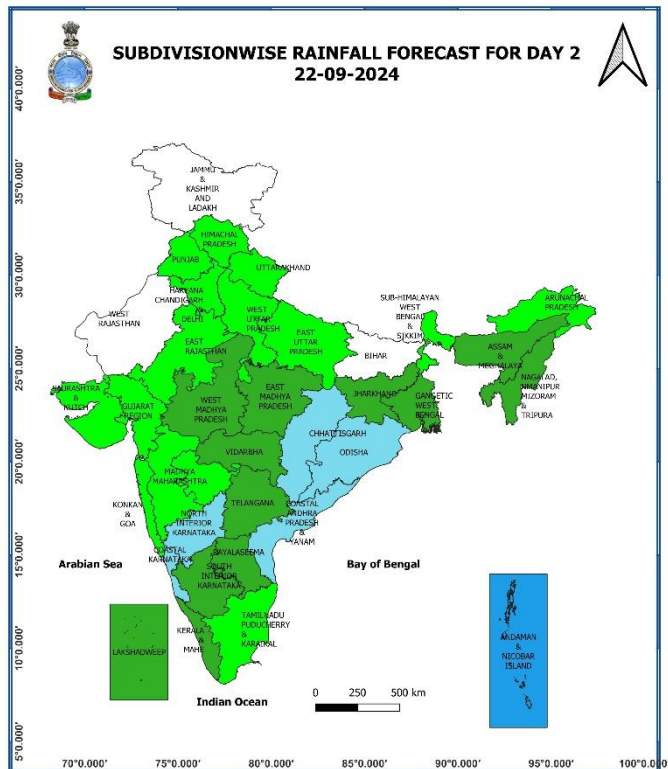 SUBDIVISIONWISE RAINFALL FORECAST FOR DAY 2
22-09-2024
JAMMU
&
KASHMIR
AND
LADAKH
HIMACHAL
PRADESH
PUNJAB
UTTARAKHAND
HARYANA
CHANDIGARH
&
DELHI
WEST
RAJASTHAN
WEST
UTTAR
PRADESH
EAST
UTTAR
PRADESH
EAST
RAJASTHAN
SUB-HIMALAYAN
WEST
BENGAL
&
SIKKIM
BIHAR
ARUNACHAL
PRADESH
ASSAM
&
MEGHALAYA
MIZORAM
&
TRIPURA
SAURASHTRA
&
KUTCH
GUJARAT
REGION
WEST
MADHYA
PRADESH
EAST
MADHYA
PRADESH
JHARKHAND
GANGETIC
WEST
BENGAL
CHHATTISGARH
ODISHA
VIDARBHA
MADHYA
MAHARASHTRA
KONKAN
&
GOA
TELANGANA
NORTH
INTERIOR
KARNATAKA
COASTAL
ANDHRA
PRADESH
&
YANAM
COASTAL
KARNATAKA
RAYALASEEMA
SOUTH
INTERIOR
KARNATAKA
TAMILNADU
PUDUCHERRY
&
KARAIKAL
KERALA
&
MAHE
LAKSHADWEEP
ANDAMAN
&
NICOBAR
ISLAND
Arabian Sea
Bay of Bengal
Indian Ocean
0 250 500 km
40°0.000'
35°0.000'
30°0.000'
25°0.000'
20°0.000'
15°0.000'
10°0.000'
5°0.000'
70°0.000' 75°0.000' 80°0.000' 85°0.000' 90°0.000' 95°0.000' 100°0.000'